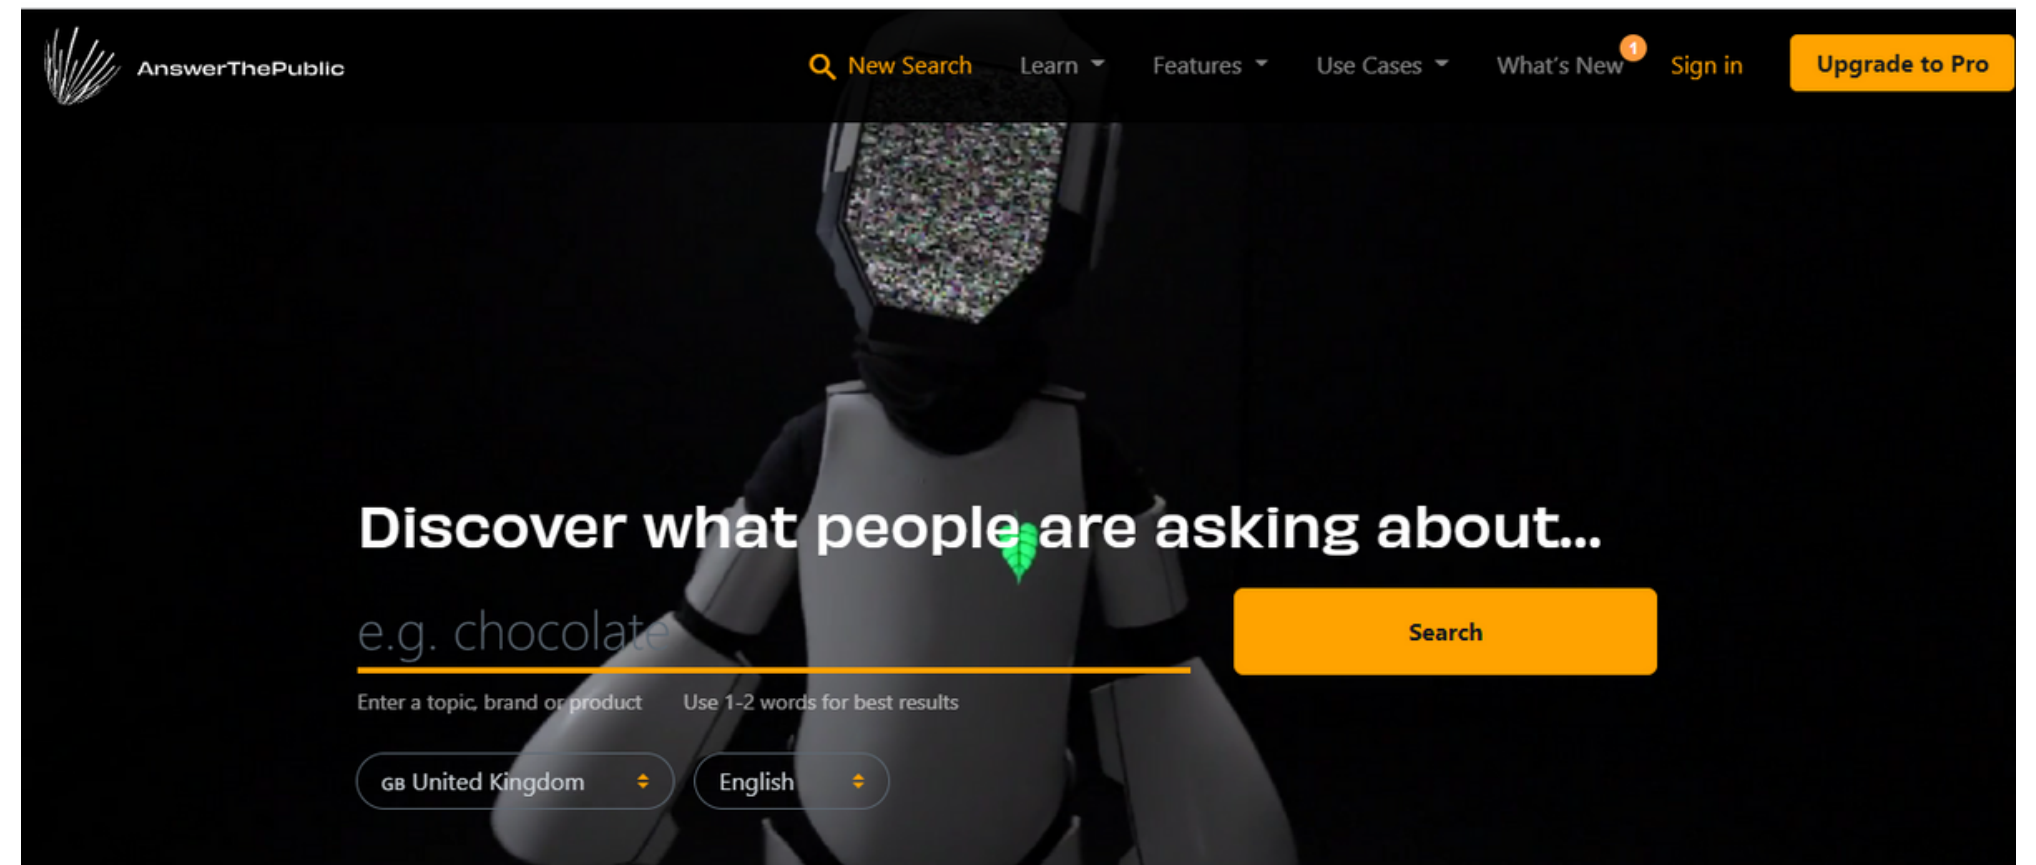 AnswerThePublic
New Search Learn Features Use Cases What's New 1 Sign in Upgrade to Pro
Discover what people are asking about...
e.g. chocolate
Search
Enter a topic, brand or product Use 1-2 words for best results
GB United Kingdom English